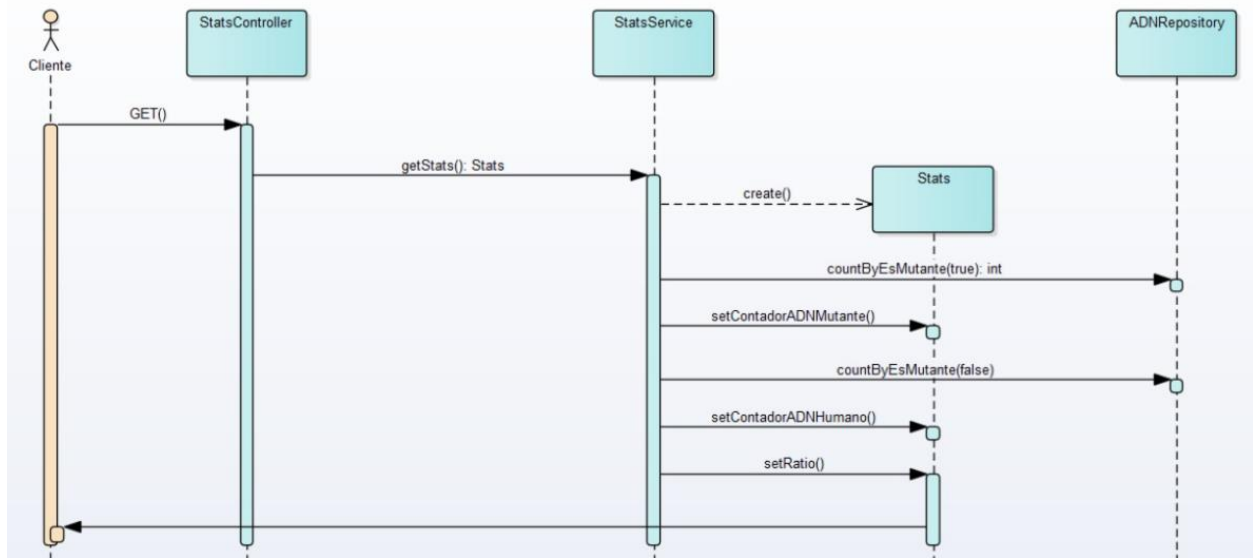 StatsController
StatsService
ADNRepository
Cliente
GET()
getStats(): Stats
Stats
create()
countByEsMutante(true): int
setContadorADNMutante()
countByEsMutante(false)
setContadorADNHumano()
setRatio()